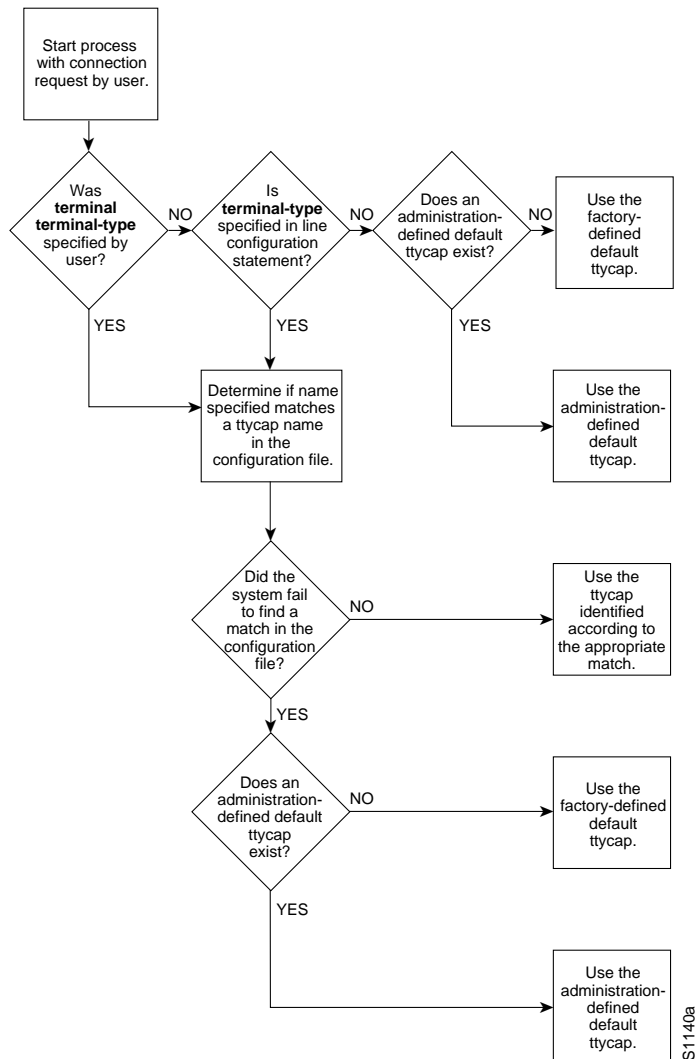 Start process
with connection
request by user.
Was
terminal
terminal-type
specified by
user?
NO
Is
terminal-type
specified in line
configuration
statement?
NO
Does an
administration-
defined default
ttycap exist?
NO
Use the
factory-
defined
default
ttycap.
YES
YES
YES
Determine if name
specified matches
a ttycap name
in the
configuration file.
Use the
administration-
defined
default
ttycap.
Did the
system fail
to find a
match in the
configuration
file?
NO
Use the
ttycap
identified
according to
the appropriate
match.
YES
Does an
administration-
defined default
ttycap
exist?
NO
Use the
factory-defined
default
ttycap.
YES
Use the
administration-
defined
default
ttycap.
S1140a